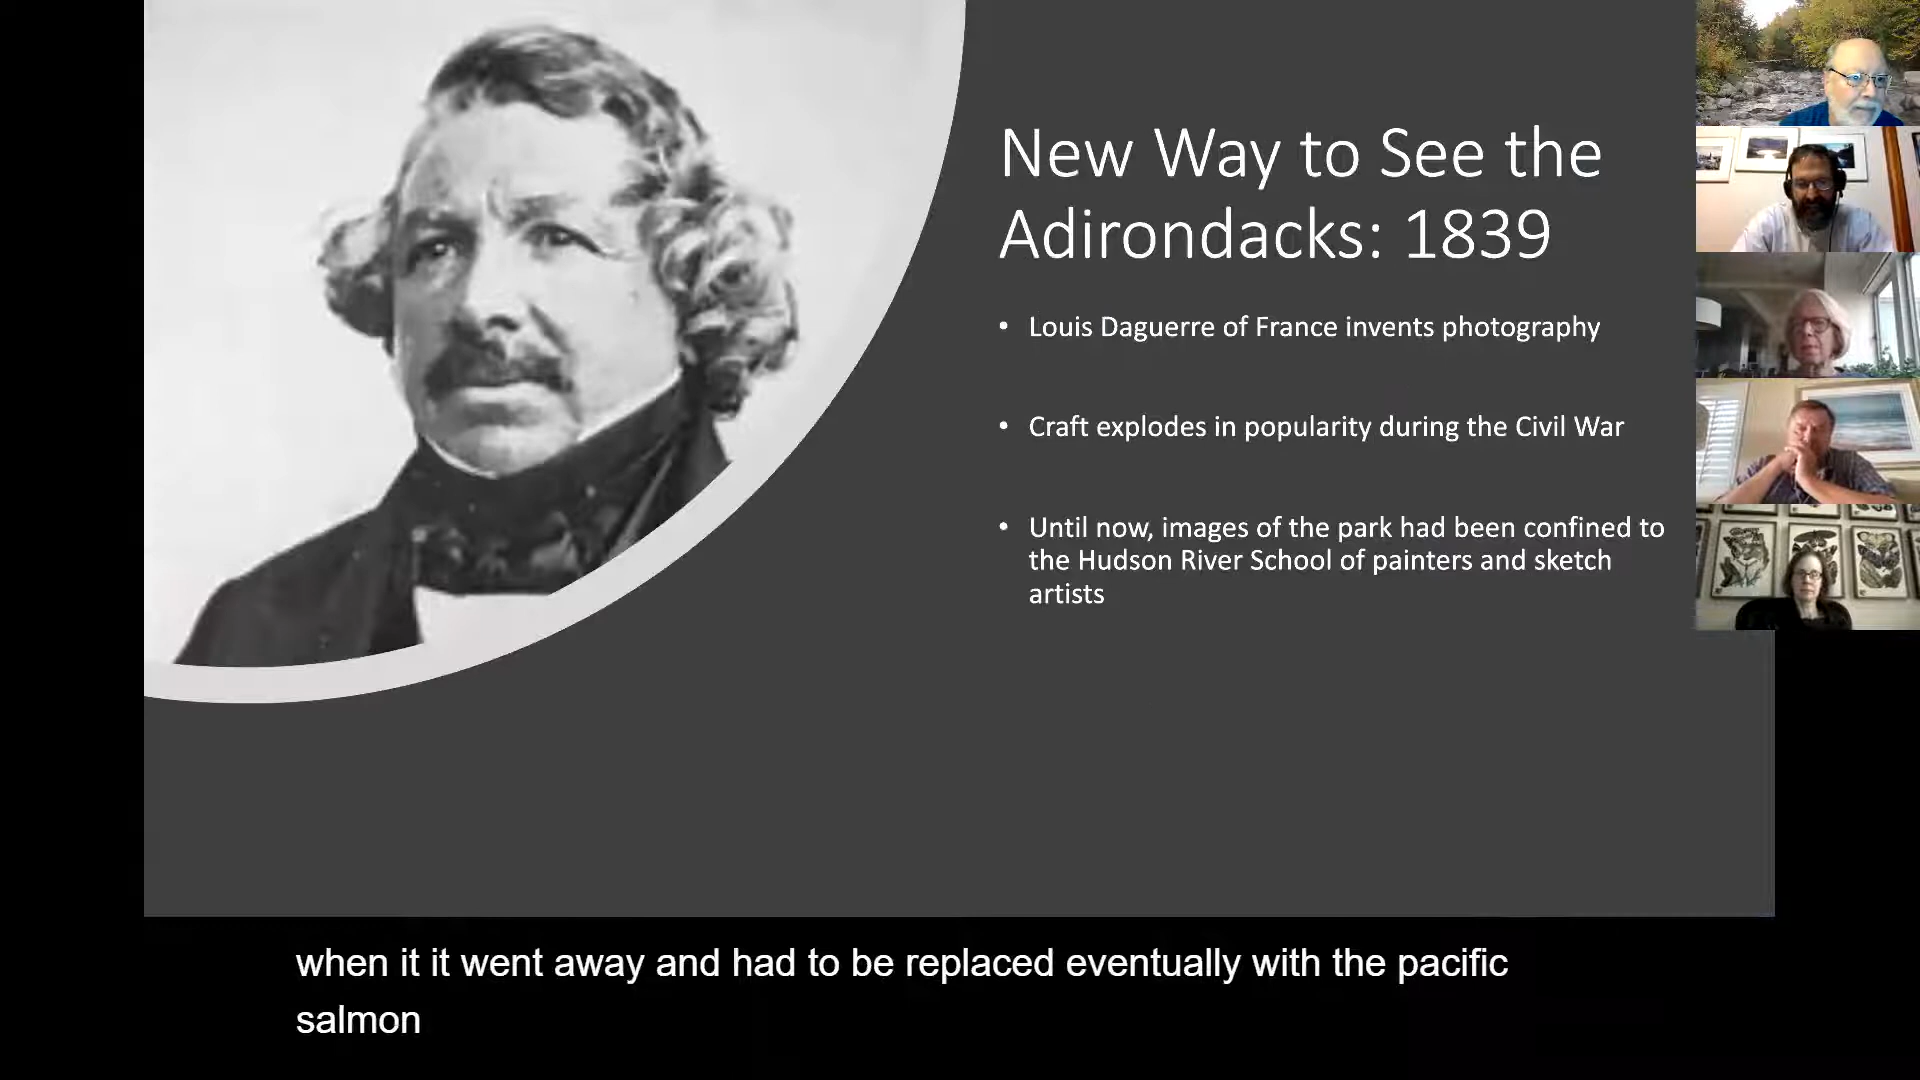 New Way to See the
Adirondacks: 1839
• Louis Daguerre of France invents photography
• Craft explodes in popularity during the Civil War
• Until now, images of the park had been confined to
the Hudson River School of painters and sketch
artists
when it it went away and had to be replaced eventually with the pacific
salmon